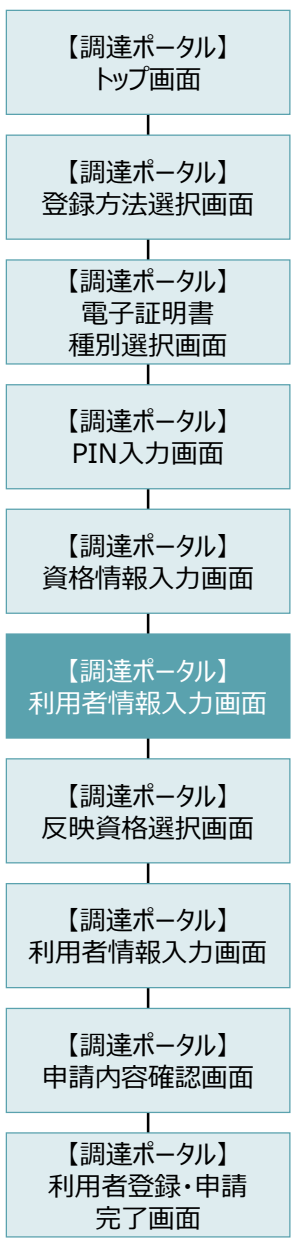 【調達ポータル】
トップ画面
【調達ポータル】
登録方法選択画面
【調達ポータル】
電子証明書
種別選択画面
【調達ポータル】
PIN入力画面
【調達ポータル】
資格情報入力画面
【調達ポータル】
利用者情報入力画面
【調達ポータル】
反映資格選択画面
【調達ポータル】
利用者情報入力画面
【調達ポータル】
申請内容確認画面
【調達ポータル】
利用者登録・申請
完了画面